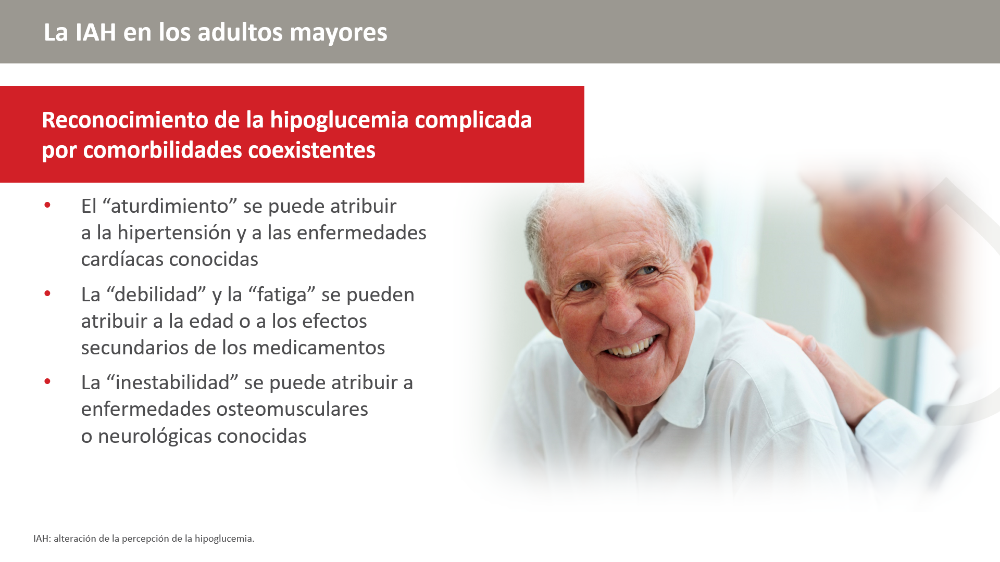 La IAH en los adultos mayores
Reconocimiento de la hipoglucemia complicada
por comorbilidades coexistentes
• El “aturdimiento” se puede atribuir
a la hipertensión y a las enfermedades
cardíacas conocidas
• La “debilidad” y la “fatiga” se pueden
atribuir a la edad o a los efectos
secundarios de los medicamentos
• La “inestabilidad” se puede atribuir a
enfermedades osteomusculares
o neurológicas conocidas
IAH: alteración de la percepción de la hipoglucemia.